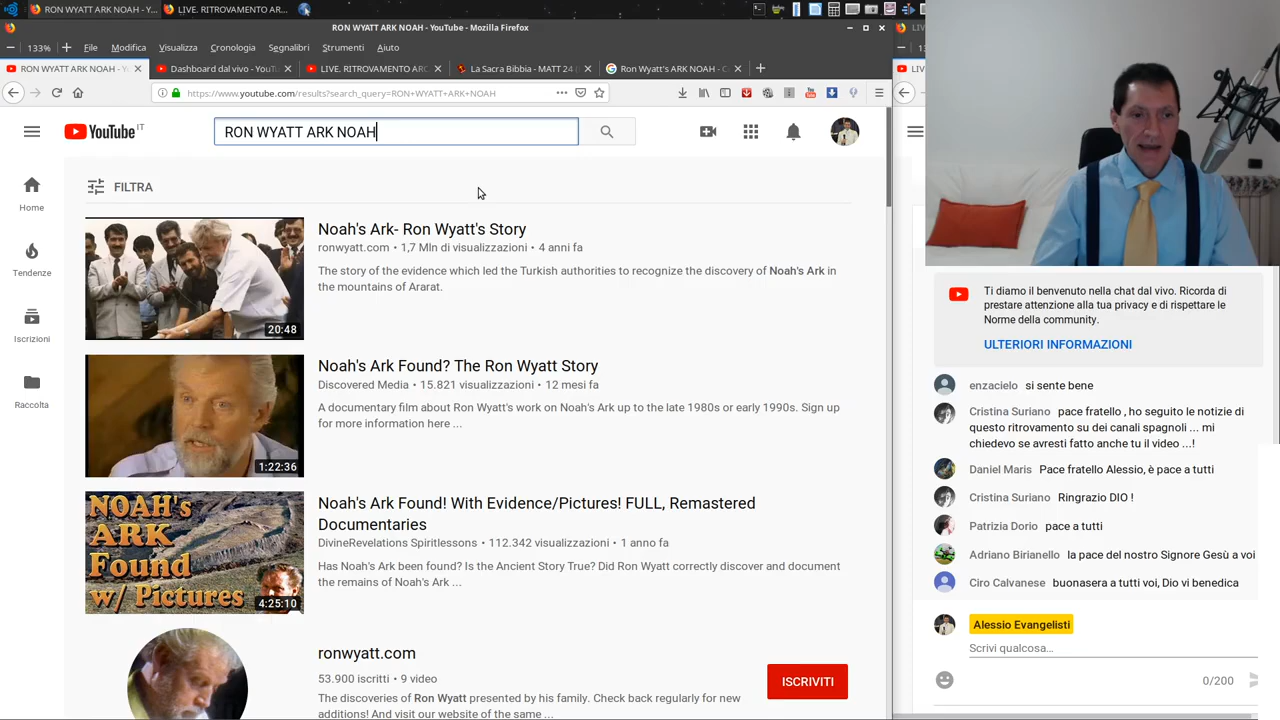 RON WYATT ARK NOAH - Y
LIVE. RITROVAMENTO AR
RON WYATT ARK NOAH - YouTube - Mozilla Firefox
133%
File
Modifica
Visualizza
Cronologia
Segnalibri
Strumenti
Aiuto
RON WYATT ARK NOAH - Y
Dashboard dal vivo - YouT
LIVE. RITROVAMENTO ARC
La Sacra Bibbia - MATT 24 (
Ron Wyatt's ARK NOAH - C
https://www.youtube.com/results?search_query=RON+WYATT+ARK+NOAH
YouTube IT
RON WYATT ARK NOAH
FILTRA
Home
Tendenze
Iscrizioni
Raccolta
Noah's Ark- Ron Wyatt's Story
ronwyatt.com • 1,7 Mln di visualizzazioni • 4 anni fa
The story of the evidence which led the Turkish authorities to recognize the discovery of Noah's Ark in
the mountains of Ararat.
20:48
Noah's Ark Found? The Ron Wyatt Story
Discovered Media • 15.821 visualizzazioni • 12 mesi fa
A documentary film about Ron Wyatt's work on Noah's Ark up to the late 1980s or early 1990s. Sign up
for more information here ...
1:22:36
NOAH's
ARK
Found
w/ Pictures
4:25:10
Noah's Ark Found! With Evidence/Pictures! FULL, Remastered
Documentaries
DivineRevelations Spiritlessons • 112.342 visualizzazioni • 1 anno fa
Has Noah's Ark been found? Is the Ancient Story True? Did Ron Wyatt correctly discover and document
the remains of Noah's Ark ...
ronwyatt.com
53.900 iscritti • 9 video
The discoveries of Ron Wyatt presented by his family. Check back regularly for new
additions! And visit our website of the same ...
ISCRIVITI
Ti diamo il benvenuto nella chat dal vivo. Ricorda di
prestare attenzione alla tua privacy e di rispettare le
Norme della community.
ULTERIORI INFORMAZIONI
enzacielo si sente bene
Cristina Suriano pace fratello , ho seguito le notizie di
questo ritrovamento su dei canali spagnoli ... mi
chiedevo se avresti fatto anche tu il video ...!
Daniel Maris Pace fratello Alessio, è pace a tutti
Cristina Suriano Ringrazio DIO !
Patrizia Dorio pace a tutti
Adriano Birianello la pace del nostro Signore Gesù a voi
Ciro Calvanese buonasera a tutti voi, Dio vi benedica
Alessio Evangelisti
Scrivi qualcosa...
0/200